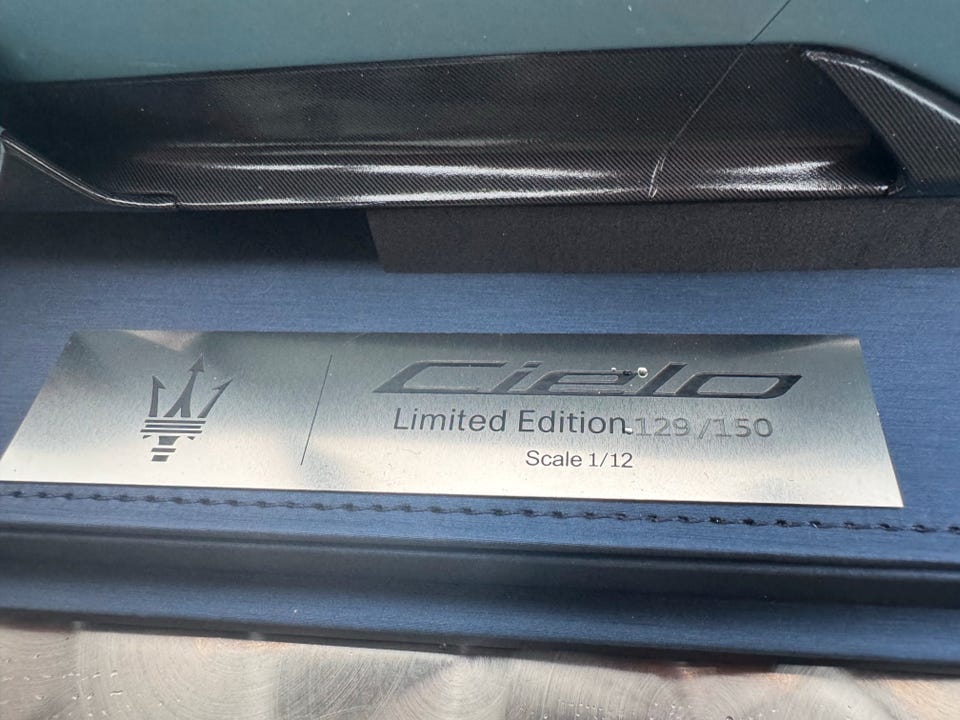 Cielo
Limited Edition 129/150
Scale 1/12